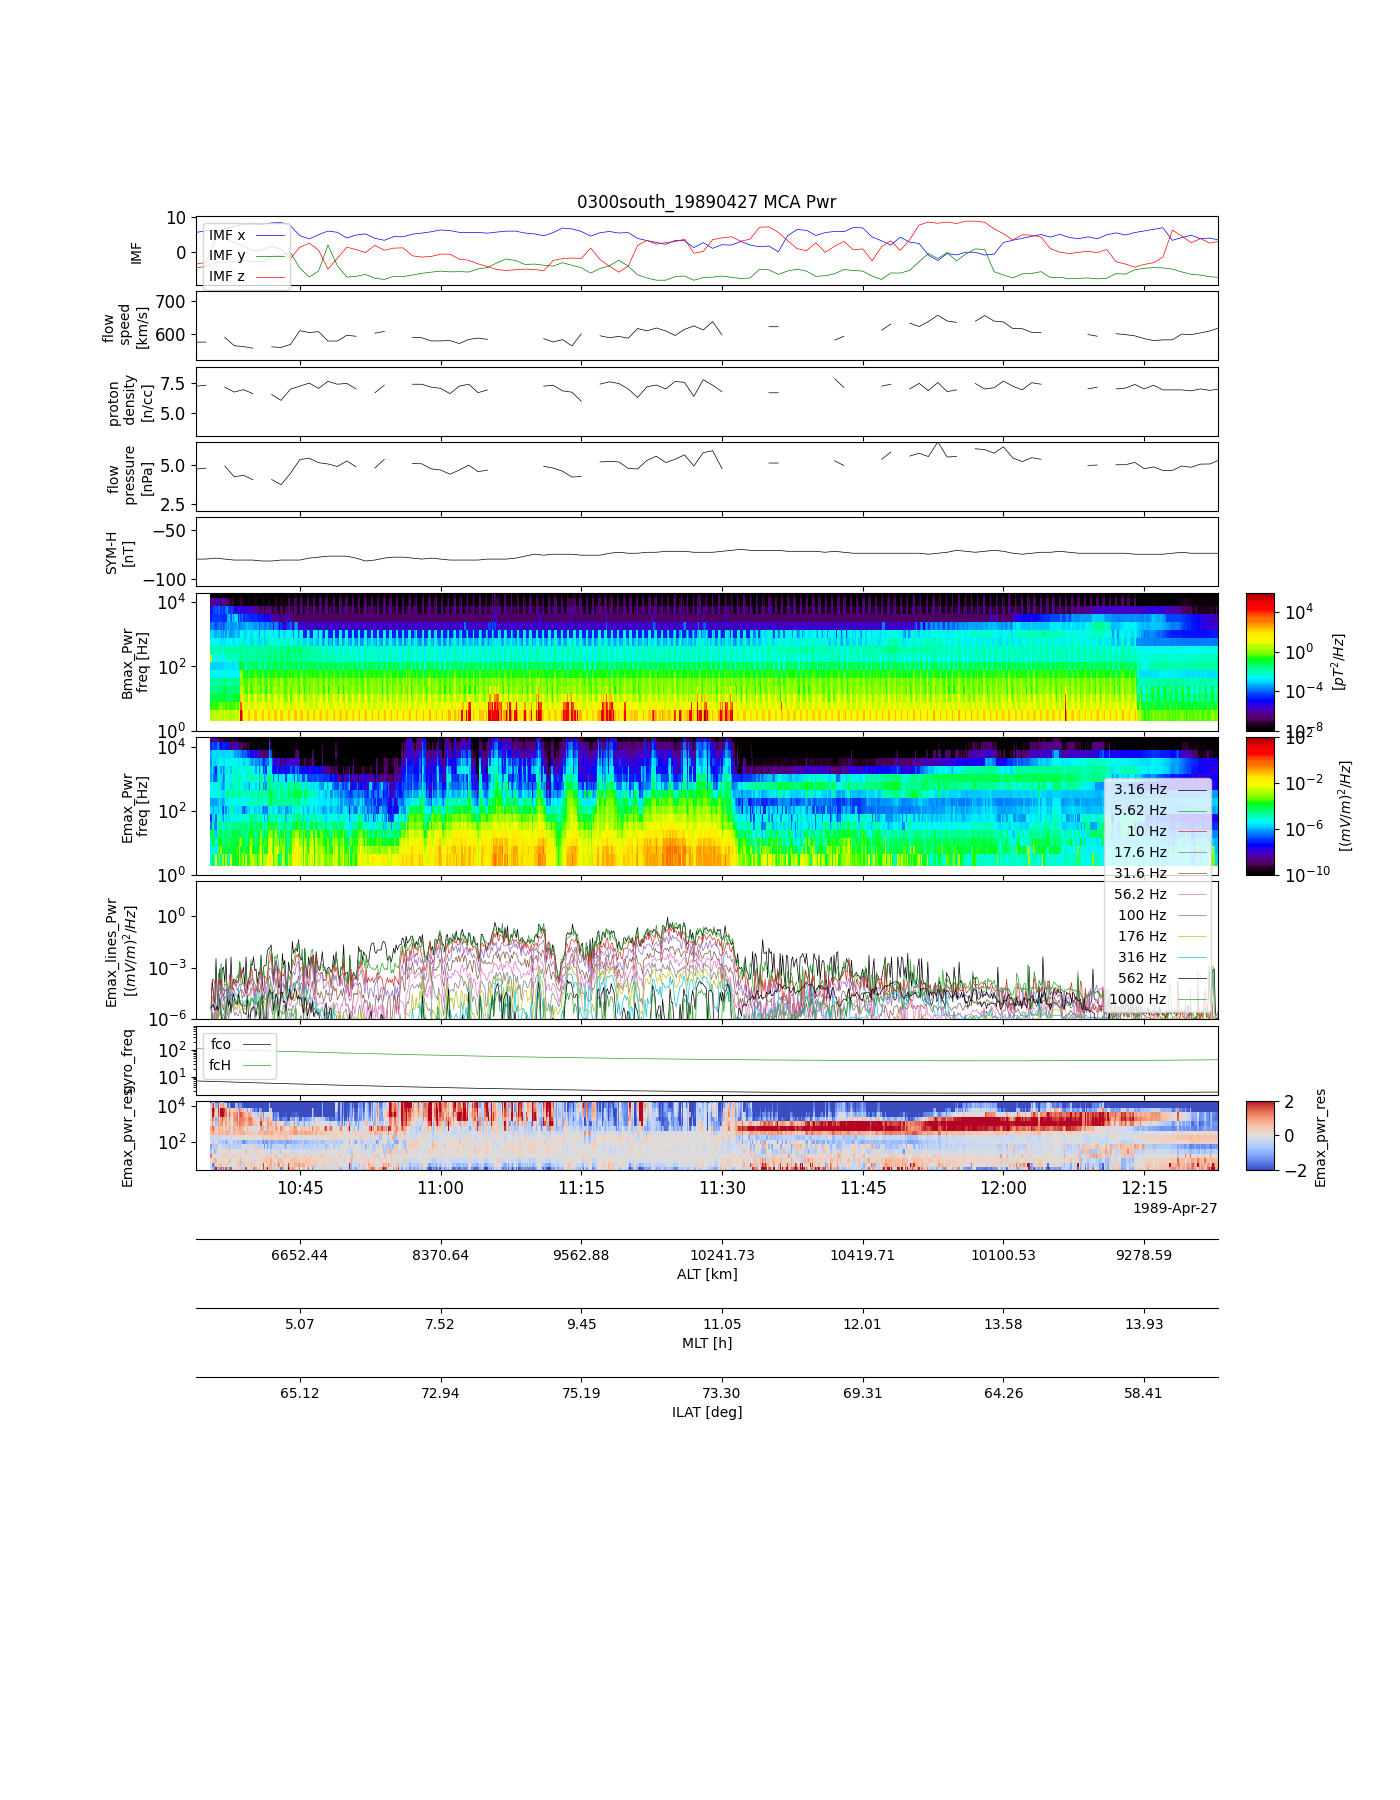 0300south_19890427 MCA Pwr
10
0
IMF
IMF x
IMF y
IMF z
700
600
flow
speed
[km/s]
7.5
5.0
proton
density
[n/cc]
5.0
2.5
flow
pressure
[nPa]
−50
−100
SYM-H
[nT]
10^4
10^2
10^0
Bmax_Pwr
freq [Hz]
10^4
10^0
10^−4
10^−8
[pT^2/Hz]
10^4
10^2
10^0
Emax_Pwr
freq [Hz]
10^2
10^−2
10^−6
10^−10
[(mV/m)^2/Hz]
3.16 Hz
5.62 Hz
10 Hz
17.6 Hz
31.6 Hz
56.2 Hz
100 Hz
176 Hz
316 Hz
562 Hz
1000 Hz
10^0
10^−3
10^−6
Emax_lines_Pwr
[(mV/m)^2/Hz]
10^2
10^1
gyro_freq
fco
fcH
10^4
10^2
Emax_pwr_res
2
0
−2
Emax_pwr_res
10:45 11:00 11:15 11:30 11:45 12:00 12:15
1989-Apr-27
6652.44 8370.64 9562.88 10241.73 10419.71 10100.53 9278.59
ALT [km]
5.07 7.52 9.45 11.05 12.01 13.58 13.93
MLT [h]
65.12 72.94 75.19 73.30 69.31 64.26 58.41
ILAT [deg]